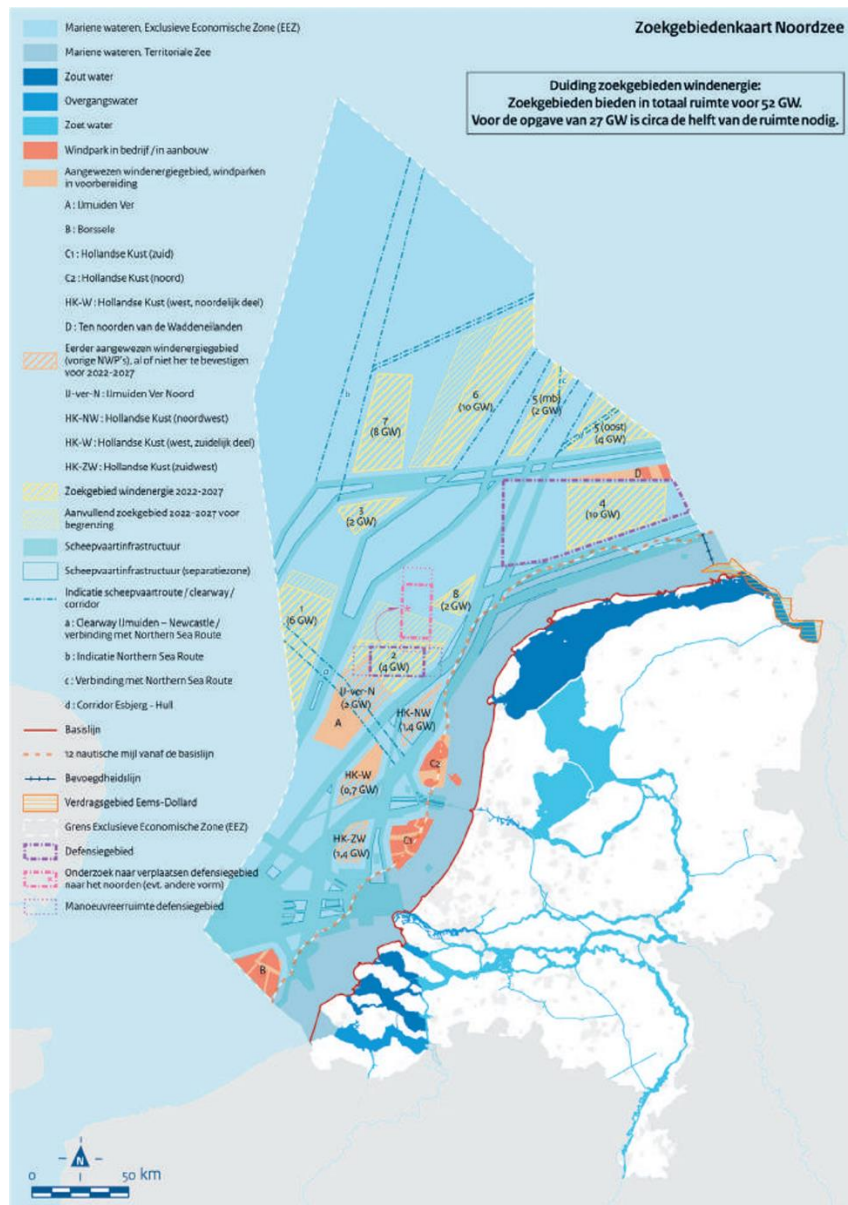 Zoekgebiedenkaart Noordzee
Duiding zoekgebieden windenergie:
Zoekgebieden bieden in totaal ruimte voor 52 GW.
Voor de opgave van 27 GW is circa de helft van de ruimte nodig.
Mariene wateren, Exclusieve Economische Zone (EEZ)
Mariene wateren, Territoriale Zee
Zout water
Overgangswater
Zoet water
Windpark in bedrijf / in aanbouw
Aangewezen windenergiegebied, windparken
in voorbereiding
A : IJmuiden Ver
B : Borssele
C1 : Hollandse Kust (zuid)
C2 : Hollandse Kust (noord)
HK-W : Hollandse Kust (west, noordelijk deel)
D : Ten noorden van de Waddeneilanden
Eerder aangewezen windenergiegebied
(vorige NWP's), al of niet her te bevestigen
voor 2022-2027
IJ-ver-N : IJmuiden Ver Noord
HK-NW : Hollandse Kust (noordwest)
HK-W : Hollandse Kust (west, zuidelijk deel)
HK-ZW : Hollandse Kust (zuidwest)
Zoekgebied windenergie 2022-2027
Aanvullend zoekgebied 2022-2027 voor
begrenzing
Scheepvaartinfrastructuur
Scheepvaartinfrastructuur (separatiezone)
Indicatie scheepvaartroute / clearway /
corridor
a : Clearway IJmuiden – Newcastle /
verbinding met Northern Sea Route
b : Indicatie Northern Sea Route
c : Verbinding met Northern Sea Route
d : Corridor Esbjerg - Hull
Basislijn
12 nautische mijl vanaf de basislijn
Bevoegdheidslijn
Verdragsgebied Eems-Dollard
Grens Exclusieve Economische Zone (EEZ)
Defensiegebied
Onderzoek naar verplaatsen defensiegebied
naar het noorden (evt. andere vorm)
Manoeuvreerruimte defensiegebied
b
6
(10 GW)
7
(8 GW)
c
5 (mb)
(2 GW)
5 (oost)
(4 GW)
D
3
(2 GW)
4
(10 GW)
8
(2 GW)
1
(6 GW)
2
(4 GW)
a
IJ-ver-N
(2 GW)
A
HK-NW
(1,4 GW)
C2
HK-W
(0,7 GW)
HK-ZW
(1,4 GW)
C1
B
N
0 50 km